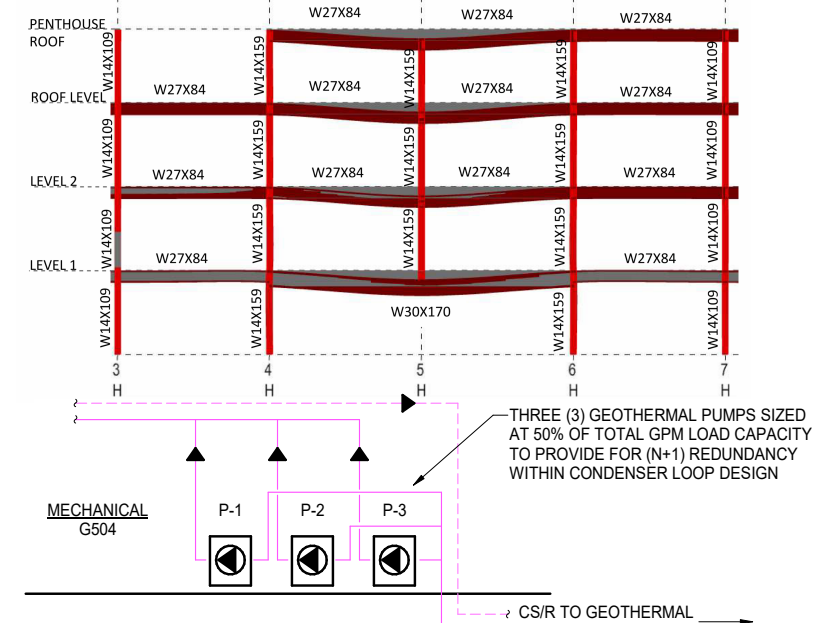 W27X84 W27X84 W27X84
PENTHOUSE
ROOF
W14X109 W14X159 W14X159 W14X159 W14X109
W27X84 W27X84 W27X84 W27X84
ROOF LEVEL
W14X109 W14X159 W14X159 W14X159 W14X109
W27X84 W27X84 W27X84 W27X84
LEVEL 2
W14X109 W14X159 W14X159 W14X159 W14X109
W27X84 W27X84
LEVEL 1
W14X109 W14X159 W14X159 W14X109
W30X170
3 4 5 6 7
H H H H H
THREE (3) GEOTHERMAL PUMPS SIZED
AT 50% OF TOTAL GPM LOAD CAPACITY
TO PROVIDE FOR (N+1) REDUNDANCY
WITHIN CONDENSER LOOP DESIGN
MECHANICAL
G504
P-1 P-2 P-3
CS/R TO GEOTHERMAL